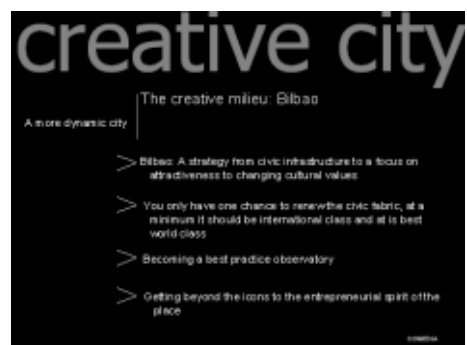 creative city
The creative milieu: Bilbao
A more dynamic city
Bilbao: A strategy from civic infrastructure to a focus on
attractiveness to changing cultural values
You only have one chance to renew the civic fabric, at a
minimum it should be international class and at is best
world class
Becoming a best practice observatory
Getting beyond the icons to the entrepreneurial spirit of the
place